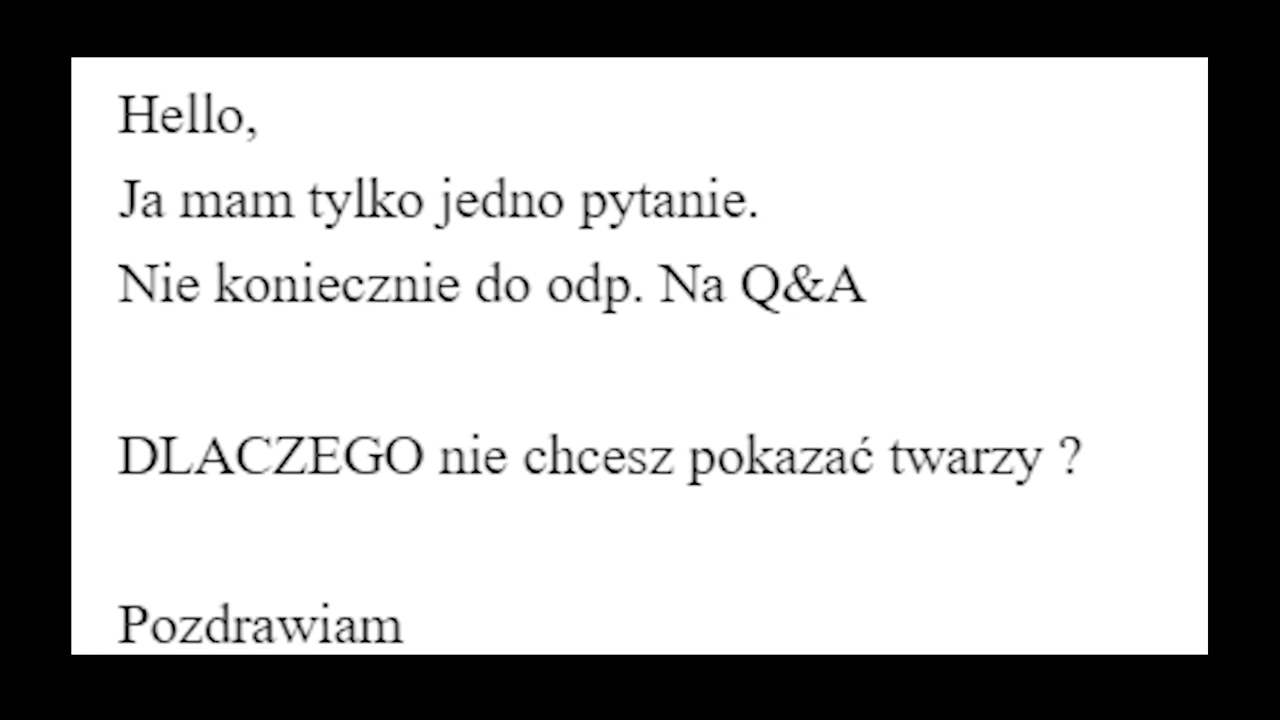 Hello,
Ja mam tylko jedno pytanie.
Nie koniecznie do odp. Na Q&A
DLACZEGO nie chcesz pokazać twarzy ?
Pozdrawiam